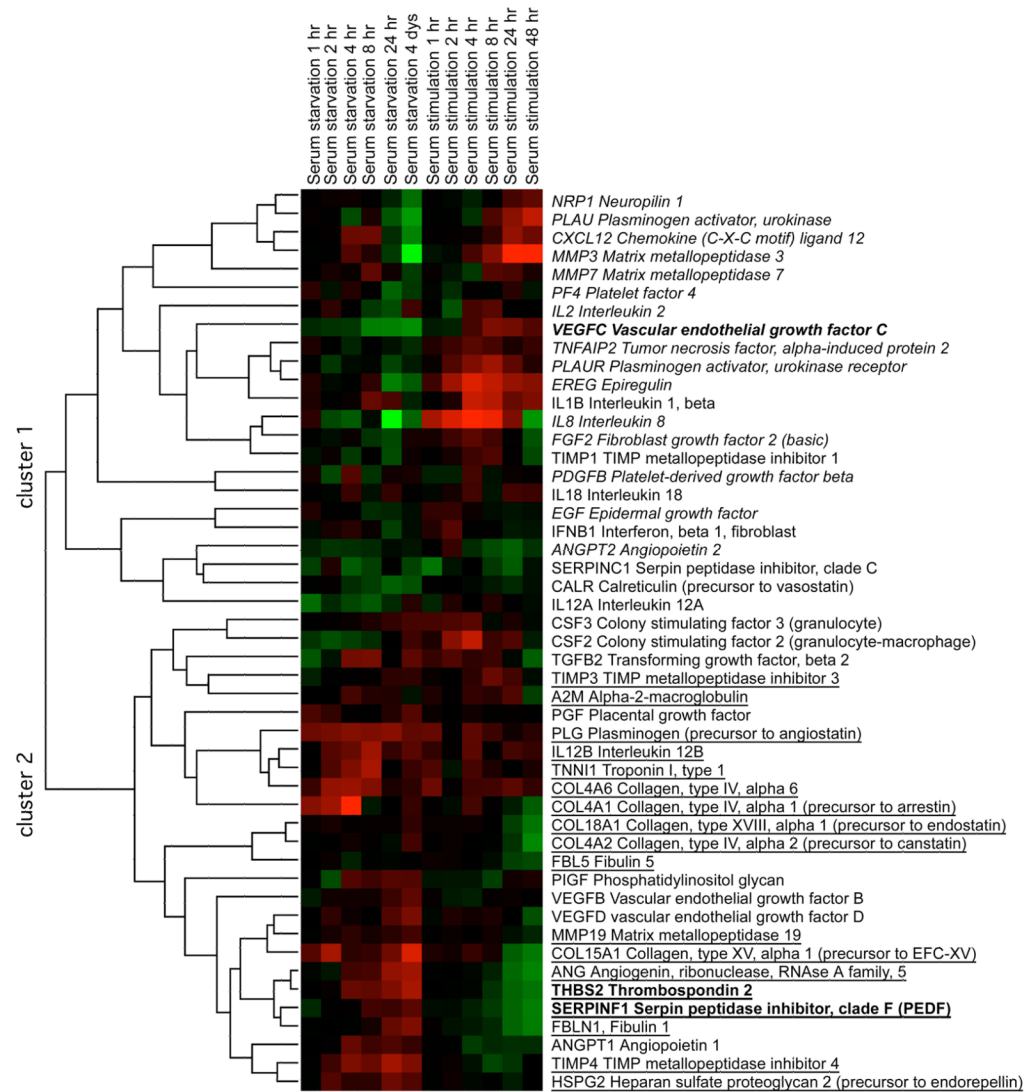 Serum starvation 1 hr
Serum starvation 2 hr
Serum starvation 4 hr
Serum starvation 8 hr
Serum starvation 24 hr
Serum starvation 4 dys
Serum stimulation 1 hr
Serum stimulation 2 hr
Serum stimulation 4 hr
Serum stimulation 8 hr
Serum stimulation 24 hr
Serum stimulation 48 hr
cluster 1
cluster 2
NRP1 Neuropilin 1
PLAU Plasminogen activator, urokinase
CXCL12 Chemokine (C-X-C motif) ligand 12
MMP3 Matrix metallopeptidase 3
MMP7 Matrix metallopeptidase 7
PF4 Platelet factor 4
IL2 Interleukin 2
VEGFC Vascular endothelial growth factor C
TNFAIP2 Tumor necrosis factor, alpha-induced protein 2
PLAUR Plasminogen activator, urokinase receptor
EREG Epiregulin
IL1B Interleukin 1, beta
IL8 Interleukin 8
FGF2 Fibroblast growth factor 2 (basic)
TIMP1 TIMP metallopeptidase inhibitor 1
PDGFB Platelet-derived growth factor beta
IL18 Interleukin 18
EGF Epidermal growth factor
IFNB1 Interferon, beta 1, fibroblast
ANGPT2 Angiopoietin 2
SERPINC1 Serpin peptidase inhibitor, clade C
CALR Calreticulin (precursor to vasostatin)
IL12A Interleukin 12A
CSF3 Colony stimulating factor 3 (granulocyte)
CSF2 Colony stimulating factor 2 (granulocyte-macrophage)
TGFB2 Transforming growth factor, beta 2
TIMP3 TIMP metallopeptidase inhibitor 3
A2M Alpha-2-macroglobulin
PGF Placental growth factor
PLG Plasminogen (precursor to angiostatin)
IL12B Interleukin 12B
TNNI1 Troponin I, type 1
COL4A6 Collagen, type IV, alpha 6
COL4A1 Collagen, type IV, alpha 1 (precursor to arrestin)
COL18A1 Collagen, type XVIII, alpha 1 (precursor to endostatin)
COL4A2 Collagen, type IV, alpha 2 (precursor to canstatin)
FBL5 Fibulin 5
PIGF Phosphatidylinositol glycan
VEGFB Vascular endothelial growth factor B
VEGFD vascular endothelial growth factor D
MMP19 Matrix metallopeptidase 19
COL15A1 Collagen, type XV, alpha 1 (precursor to EFC-XV)
ANG Angiogenin, ribonuclease, RNAse A family, 5
THBS2 Thrombospondin 2
SERPINF1 Serpin peptidase inhibitor, clade F (PEDF)
FBLN1, Fibulin 1
ANGPT1 Angiopoietin 1
TIMP4 TIMP metallopeptidase inhibitor 4
HSPG2 Heparan sulfate proteoglycan 2 (precursor to endorepellin)